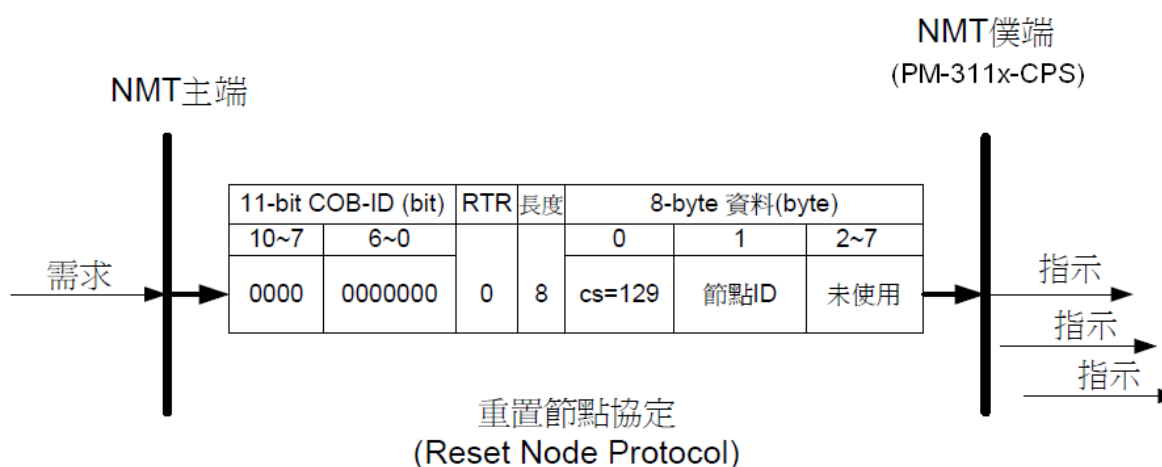 NMT僕端
(PM-311x-CPS)
NMT主端
11-bit COB-ID (bit) RTR 長度 8-byte 資料(byte)
10~7 6~0 0 1 2~7
需求 0000 0000000 0 8 cs=129 節點ID 未使用 指示
指示
指示
重置節點協定
(Reset Node Protocol)